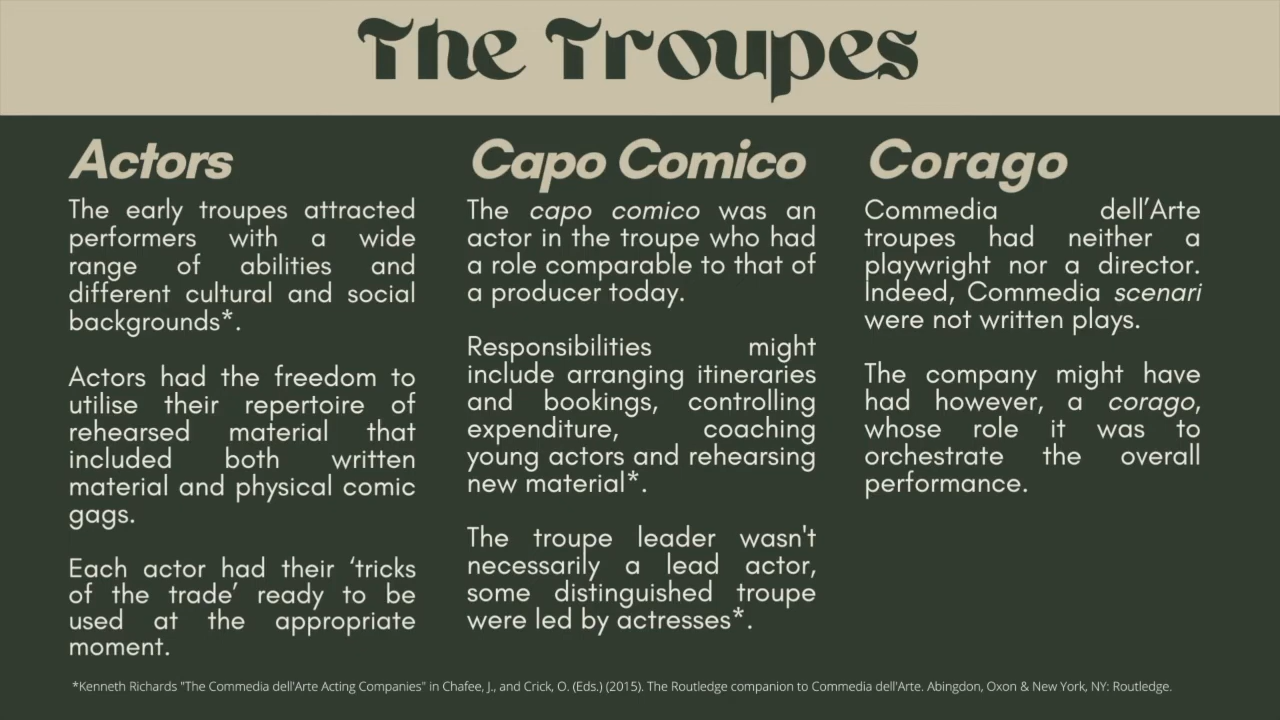 The Troupes
Actors
The early troupes attracted
performers with a wide
range of abilities and
different cultural and social
backgrounds*.
Actors had the freedom to
utilise their repertoire of
rehearsed material that
included both written
material and physical comic
gags.
Each actor had their ‘tricks
of the trade’ ready to be
used at the appropriate
moment.
Capo Comico
The capo comico was an
actor in the troupe who had
a role comparable to that of
a producer today.
Responsibilities might
include arranging itineraries
and bookings, controlling
expenditure, coaching
young actors and rehearsing
new material*.
The troupe leader wasn't
necessarily a lead actor,
some distinguished troupe
were led by actresses*.
Corago
Commedia dell’Arte
troupes had neither a
playwright nor a director.
Indeed, Commedia scenari
were not written plays.
The company might have
had however, a corago,
whose role it was to
orchestrate the overall
performance.
*Kenneth Richards "The Commedia dell'Arte Acting Companies" in Chafee, J., and Crick, O. (Eds.) (2015). The Routledge companion to Commedia dell'Arte. Abingdon, Oxon & New York, NY: Routledge.